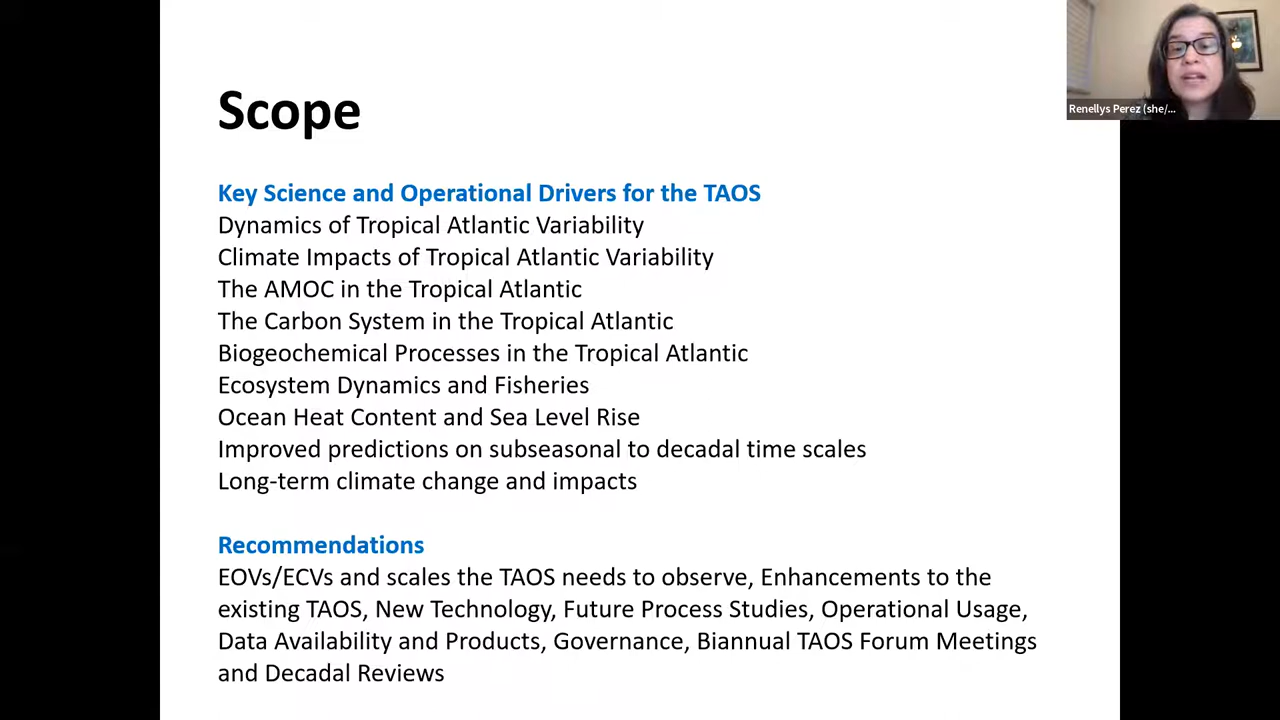 Scope
Key Science and Operational Drivers for the TAOS
Dynamics of Tropical Atlantic Variability
Climate Impacts of Tropical Atlantic Variability
The AMOC in the Tropical Atlantic
The Carbon System in the Tropical Atlantic
Biogeochemical Processes in the Tropical Atlantic
Ecosystem Dynamics and Fisheries
Ocean Heat Content and Sea Level Rise
Improved predictions on subseasonal to decadal time scales
Long-term climate change and impacts
Recommendations
EOVs/ECVs and scales the TAOS needs to observe, Enhancements to the
existing TAOS, New Technology, Future Process Studies, Operational Usage,
Data Availability and Products, Governance, Biannual TAOS Forum Meetings
and Decadal Reviews
Renellys Perez (she/...